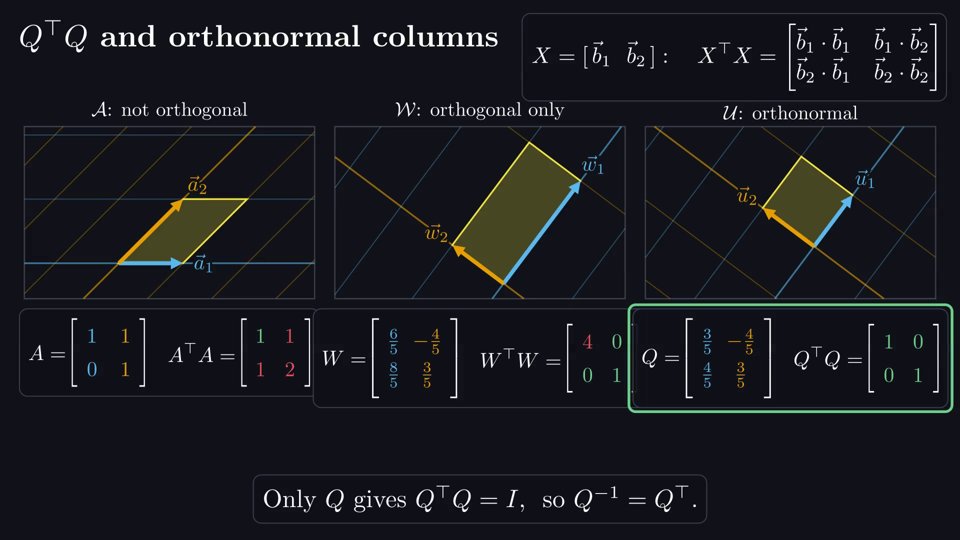 Q⊤Q and orthonormal columns
X = [b⃗₁ b⃗₂] : X⊤X = [b⃗₁ · b⃗₁ b⃗₁ · b⃗₂
b⃗₂ · b⃗₁ b⃗₂ · b⃗₂]
𝒜: not orthogonal
a⃗₂
a⃗₁
𝒲: orthogonal only
w⃗₁
w⃗₂
𝒰: orthonormal
u⃗₁
u⃗₂
A = [1 1
0 1]
A⊤A = [1 1
1 2]
W = [6/5 −4/5
8/5 3/5]
W⊤W = [4 0
0 1
Q = [3/5 −4/5
4/5 3/5]
Q⊤Q = [1 0
0 1]
Only Q gives Q⊤Q = I, so Q⁻¹ = Q⊤.